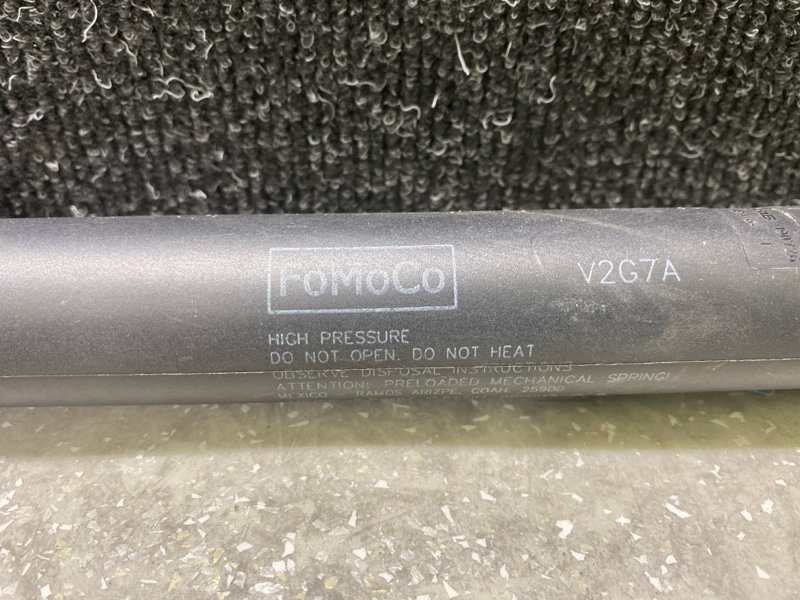 FoMoCo
V2G7A
HIGH PRESSURE
DO NOT OPEN. DO NOT HEAT
OBSERVE DISPOSAL INSTRUCTIONS
ATTENTION: PRELOADED MECHANICAL SPRING!
MEXICO RAMOS ARIZPE, COAH. 25900